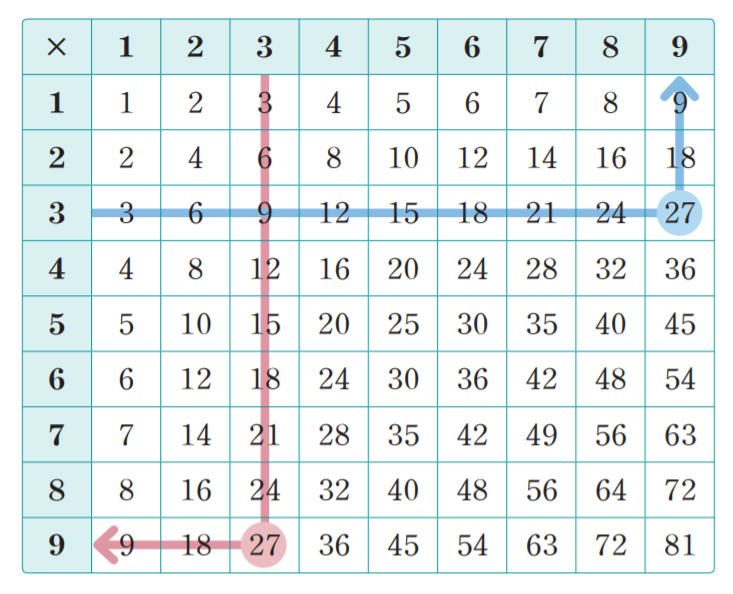 × 1 2 3 4 5 6 7 8 9
1 1 2 3 4 5 6 7 8 9
2 2 4 6 8 10 12 14 16 18
3 3 6 9 12 15 18 21 24 27
4 4 8 12 16 20 24 28 32 36
5 5 10 15 20 25 30 35 40 45
6 6 12 18 24 30 36 42 48 54
7 7 14 21 28 35 42 49 56 63
8 8 16 24 32 40 48 56 64 72
9 9 18 27 36 45 54 63 72 81